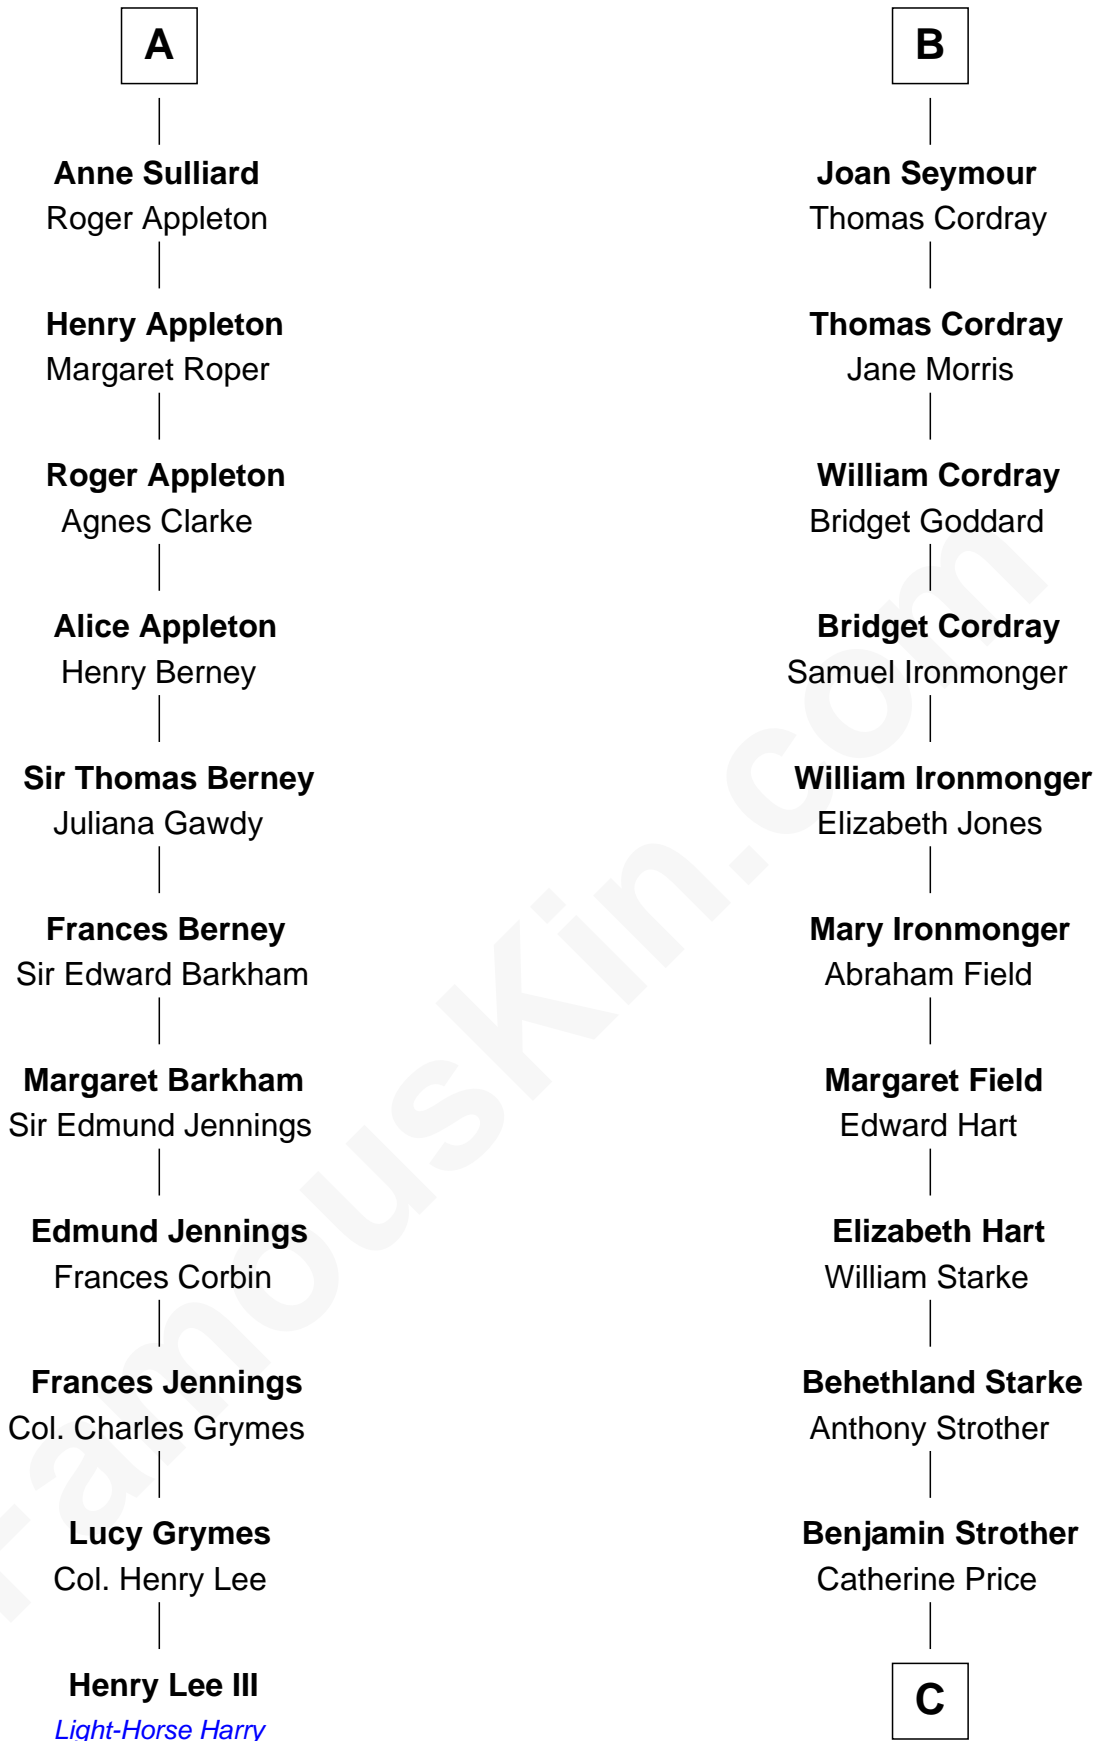 A
Anne Sulliard
Roger Appleton
Henry Appleton
Margaret Roper
Roger Appleton
Agnes Clarke
Alice Appleton
Henry Berney
Sir Thomas Berney
Juliana Gawdy
Frances Berney
Sir Edward Barkham
Margaret Barkham
Sir Edmund Jennings
Edmund Jennings
Frances Corbin
Frances Jennings
Col. Charles Grymes
Lucy Grymes
Col. Henry Lee
Henry Lee III
Light-Horse Harry
B
Joan Seymour
Thomas Cordray
Thomas Cordray
Jane Morris
William Cordray
Bridget Goddard
Bridget Cordray
Samuel Ironmonger
William Ironmonger
Elizabeth Jones
Mary Ironmonger
Abraham Field
Margaret Field
Edward Hart
Elizabeth Hart
William Starke
Behethland Starke
Anthony Strother
Benjamin Strother
Catherine Price
C
FamousKin.com